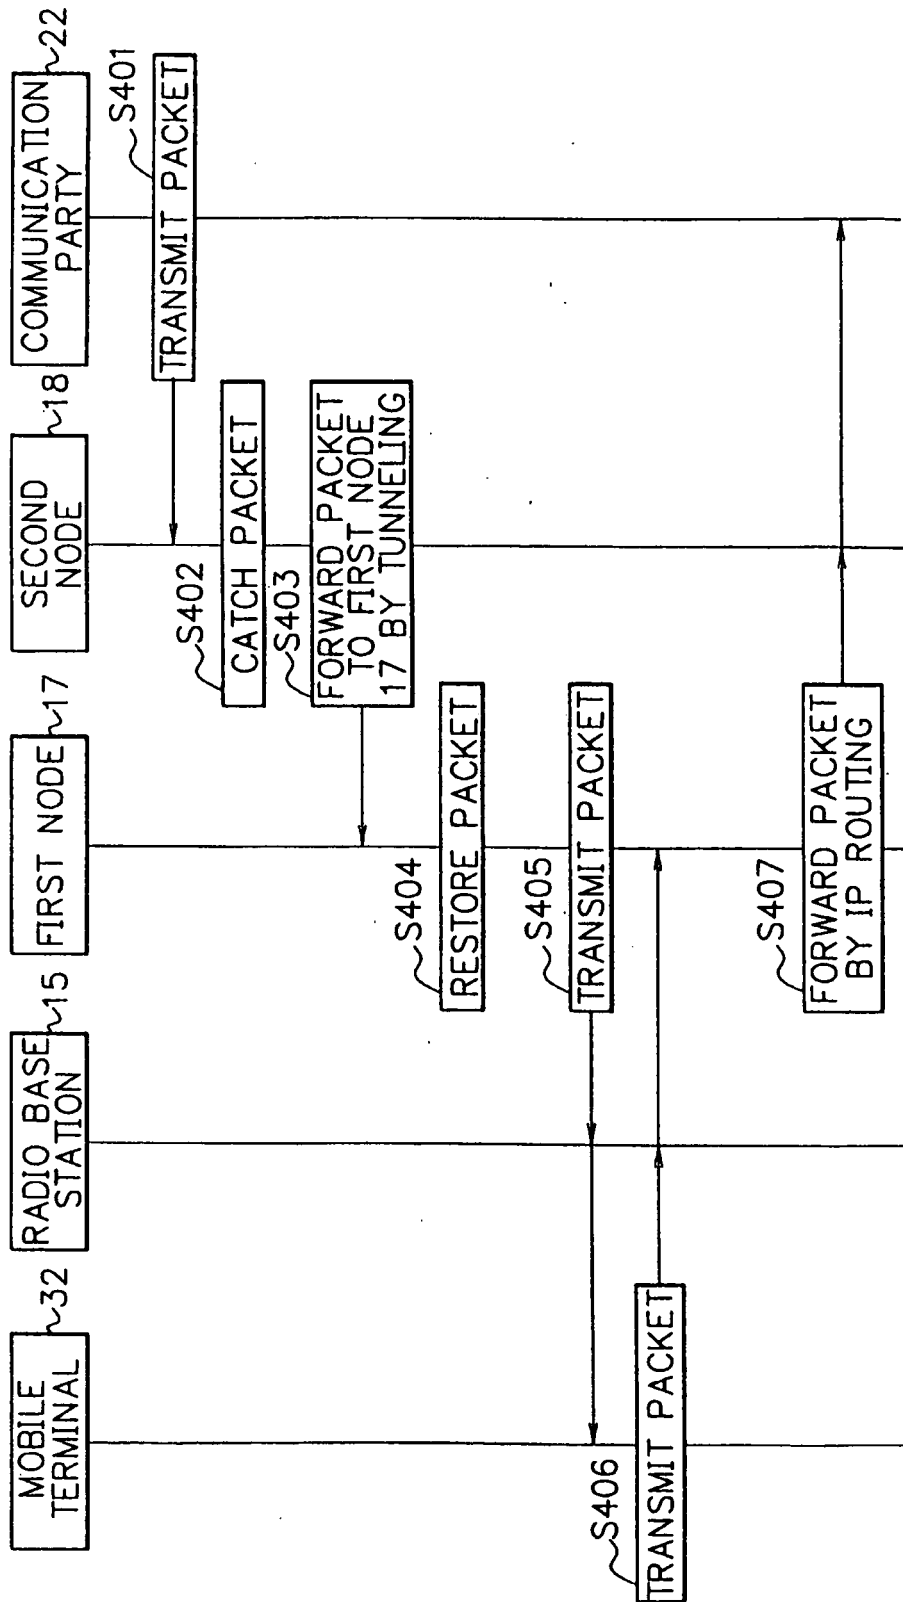 MOBILE
TERMINAL
32
RADIO BASE
STATION
15
FIRST NODE
17
SECOND
NODE
18
COMMUNICATION
PARTY
22
S401
TRANSMIT PACKET
S402
CATCH PACKET
S403
FORWARD PACKET
TO FIRST NODE
17 BY TUNNELING
S404
RESTORE PACKET
S405
TRANSMIT PACKET
S406
TRANSMIT PACKET
S407
FORWARD PACKET
BY IP ROUTING